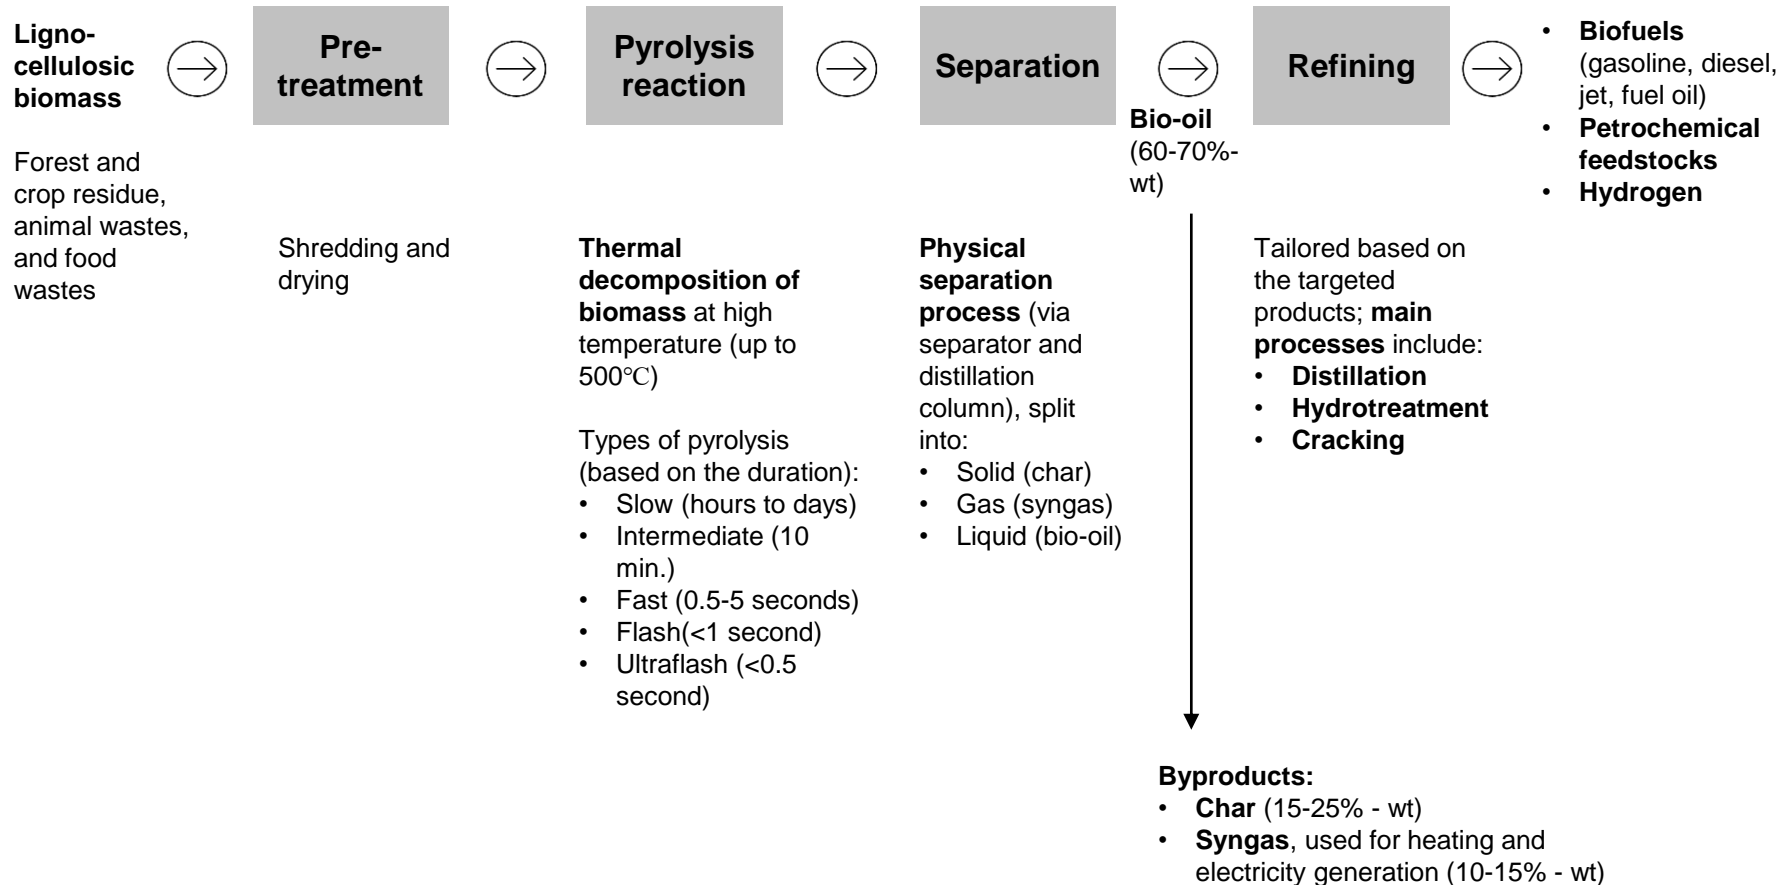 Ligno-
cellulosic
biomass
Forest and
crop residue,
animal wastes,
and food
wastes
Pre-
treatment
Shredding and
drying
Pyrolysis
reaction
Thermal
decomposition of
biomass at high
temperature (up to
500℃)
Types of pyrolysis
(based on the duration):
• Slow (hours to days)
• Intermediate (10
min.)
• Fast (0.5-5 seconds)
• Flash(<1 second)
• Ultraflash (<0.5
second)
Separation
Physical
separation
process (via
separator and
distillation
column), split
into:
• Solid (char)
• Gas (syngas)
• Liquid (bio-oil)
Bio-oil
(60-70%-
wt)
Byproducts:
• Char (15-25% - wt)
• Syngas, used for heating and
electricity generation (10-15% - wt)
Refining
Tailored based on
the targeted
products; main
processes include:
• Distillation
• Hydrotreatment
• Cracking
• Biofuels
(gasoline, diesel,
jet, fuel oil)
• Petrochemical
feedstocks
• Hydrogen